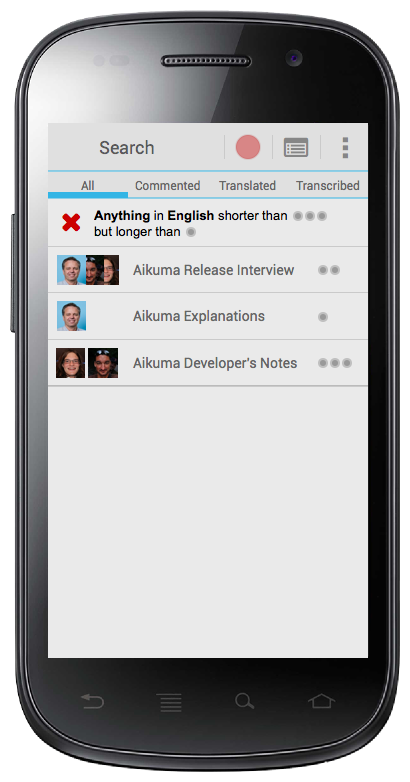 Search
All Commented Translated Transcribed
Anything in English shorter than
but longer than
Aikuma Release Interview
Aikuma Explanations
Aikuma Developer's Notes